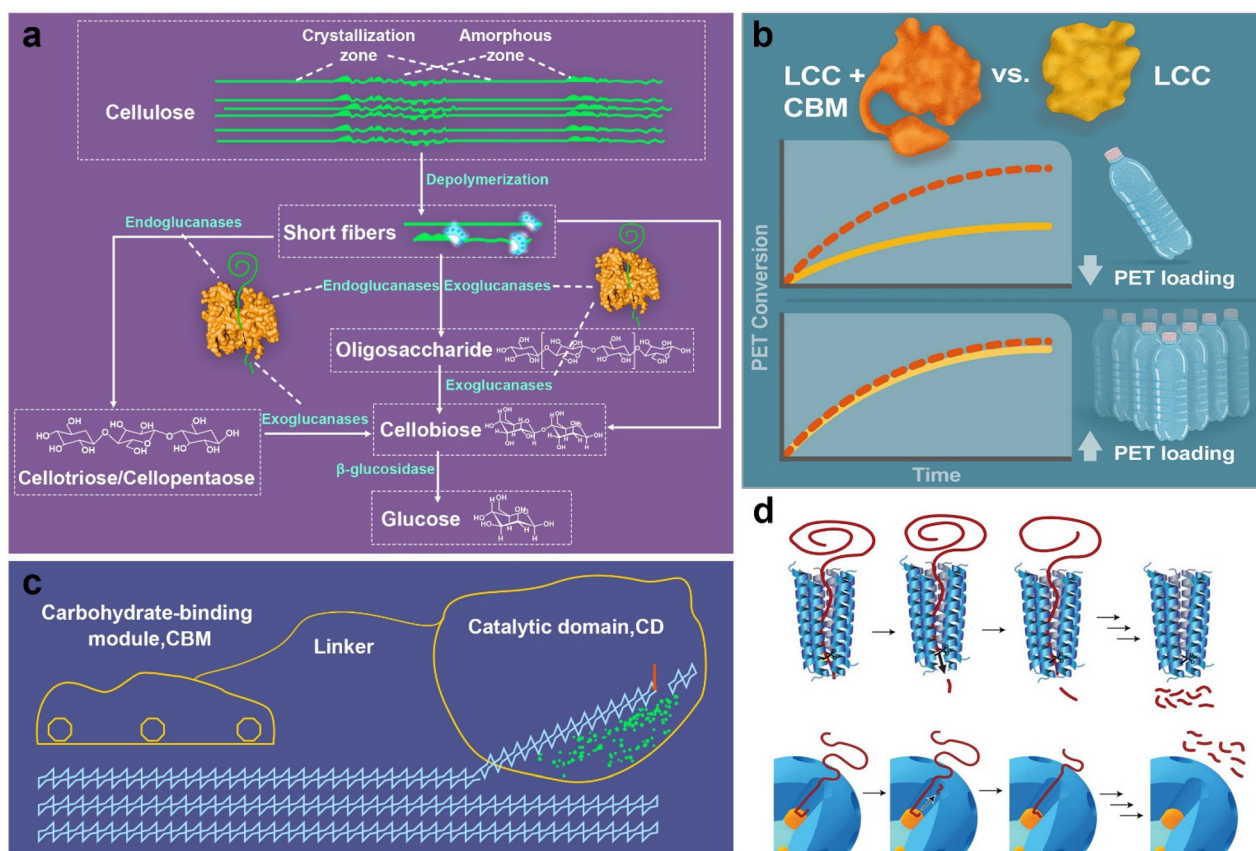 a
Crystallization zone
Amorphous zone
Cellulose
Depolymerization
Endoglucanases
Short fibers
Endoglucanases
Exoglucanases
Oligosaccharide
Exoglucanases
Exoglucanases
Cellobiose
Cellotriose/Cellopentaose
β-glucosidase
Glucose
b
LCC +
CBM
vs.
LCC
PET Conversion
PET loading
PET loading
Time
c
Carbohydrate-binding
module,CBM
Linker
Catalytic domain,CD
d